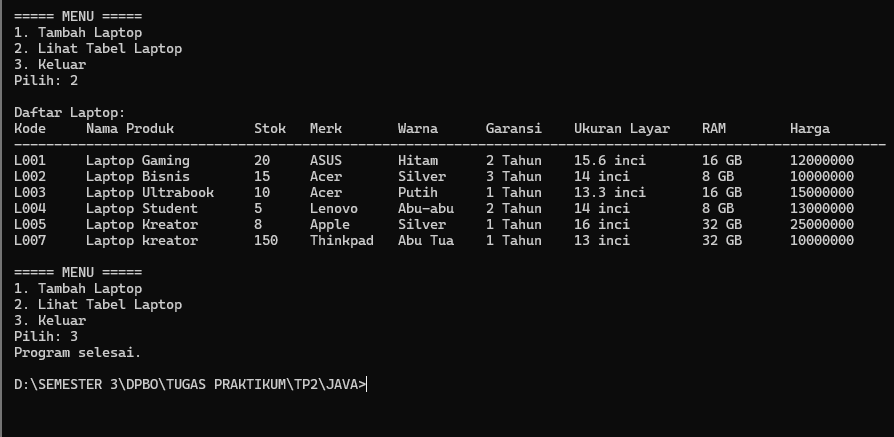 ===== MENU =====
1. Tambah Laptop
2. Lihat Tabel Laptop
3. Keluar
Pilih: 2
Daftar Laptop:
Kode     Nama Produk          Stok   Merk       Warna      Garansi    Ukuran Layar    RAM        Harga
-------------------------------------------------------------------------------------------------------------
L001     Laptop Gaming        20     ASUS       Hitam      2 Tahun    15.6 inci       16 GB      12000000
L002     Laptop Bisnis        15     Acer       Silver     3 Tahun    14 inci         8 GB       10000000
L003     Laptop Ultrabook     10     Acer       Putih      1 Tahun    13.3 inci       16 GB      15000000
L004     Laptop Student       5      Lenovo     Abu-abu    2 Tahun    14 inci         8 GB       13000000
L005     Laptop Kreator       8      Apple      Silver     1 Tahun    16 inci         32 GB      25000000
L007     Laptop kreator       150    Thinkpad   Abu Tua    1 Tahun    13 inci         32 GB      10000000
===== MENU =====
1. Tambah Laptop
2. Lihat Tabel Laptop
3. Keluar
Pilih: 3
Program selesai.
D:\SEMESTER 3\DPBO\TUGAS PRAKTIKUM\TP2\JAVA>